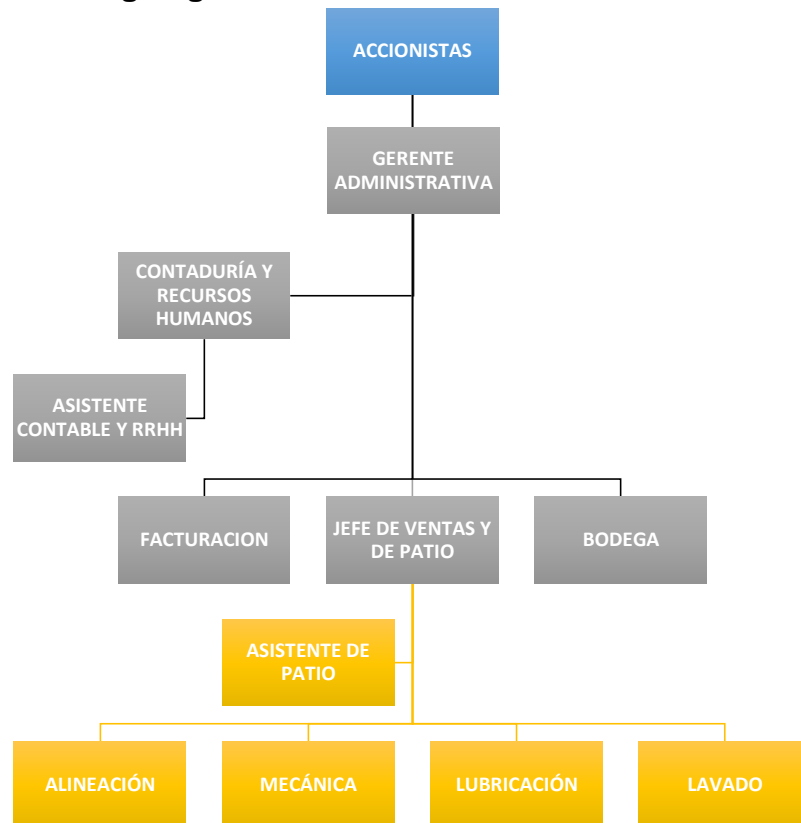 ACCIONISTAS
GERENTE
ADMINISTRATIVA
CONTADURÍA Y
RECURSOS
HUMANOS
ASISTENTE
CONTABLE Y RRHH
FACTURACION
JEFE DE VENTAS Y
DE PATIO
BODEGA
ASISTENTE DE
PATIO
ALINEACIÓN
MECÁNICA
LUBRICACIÓN
LAVADO